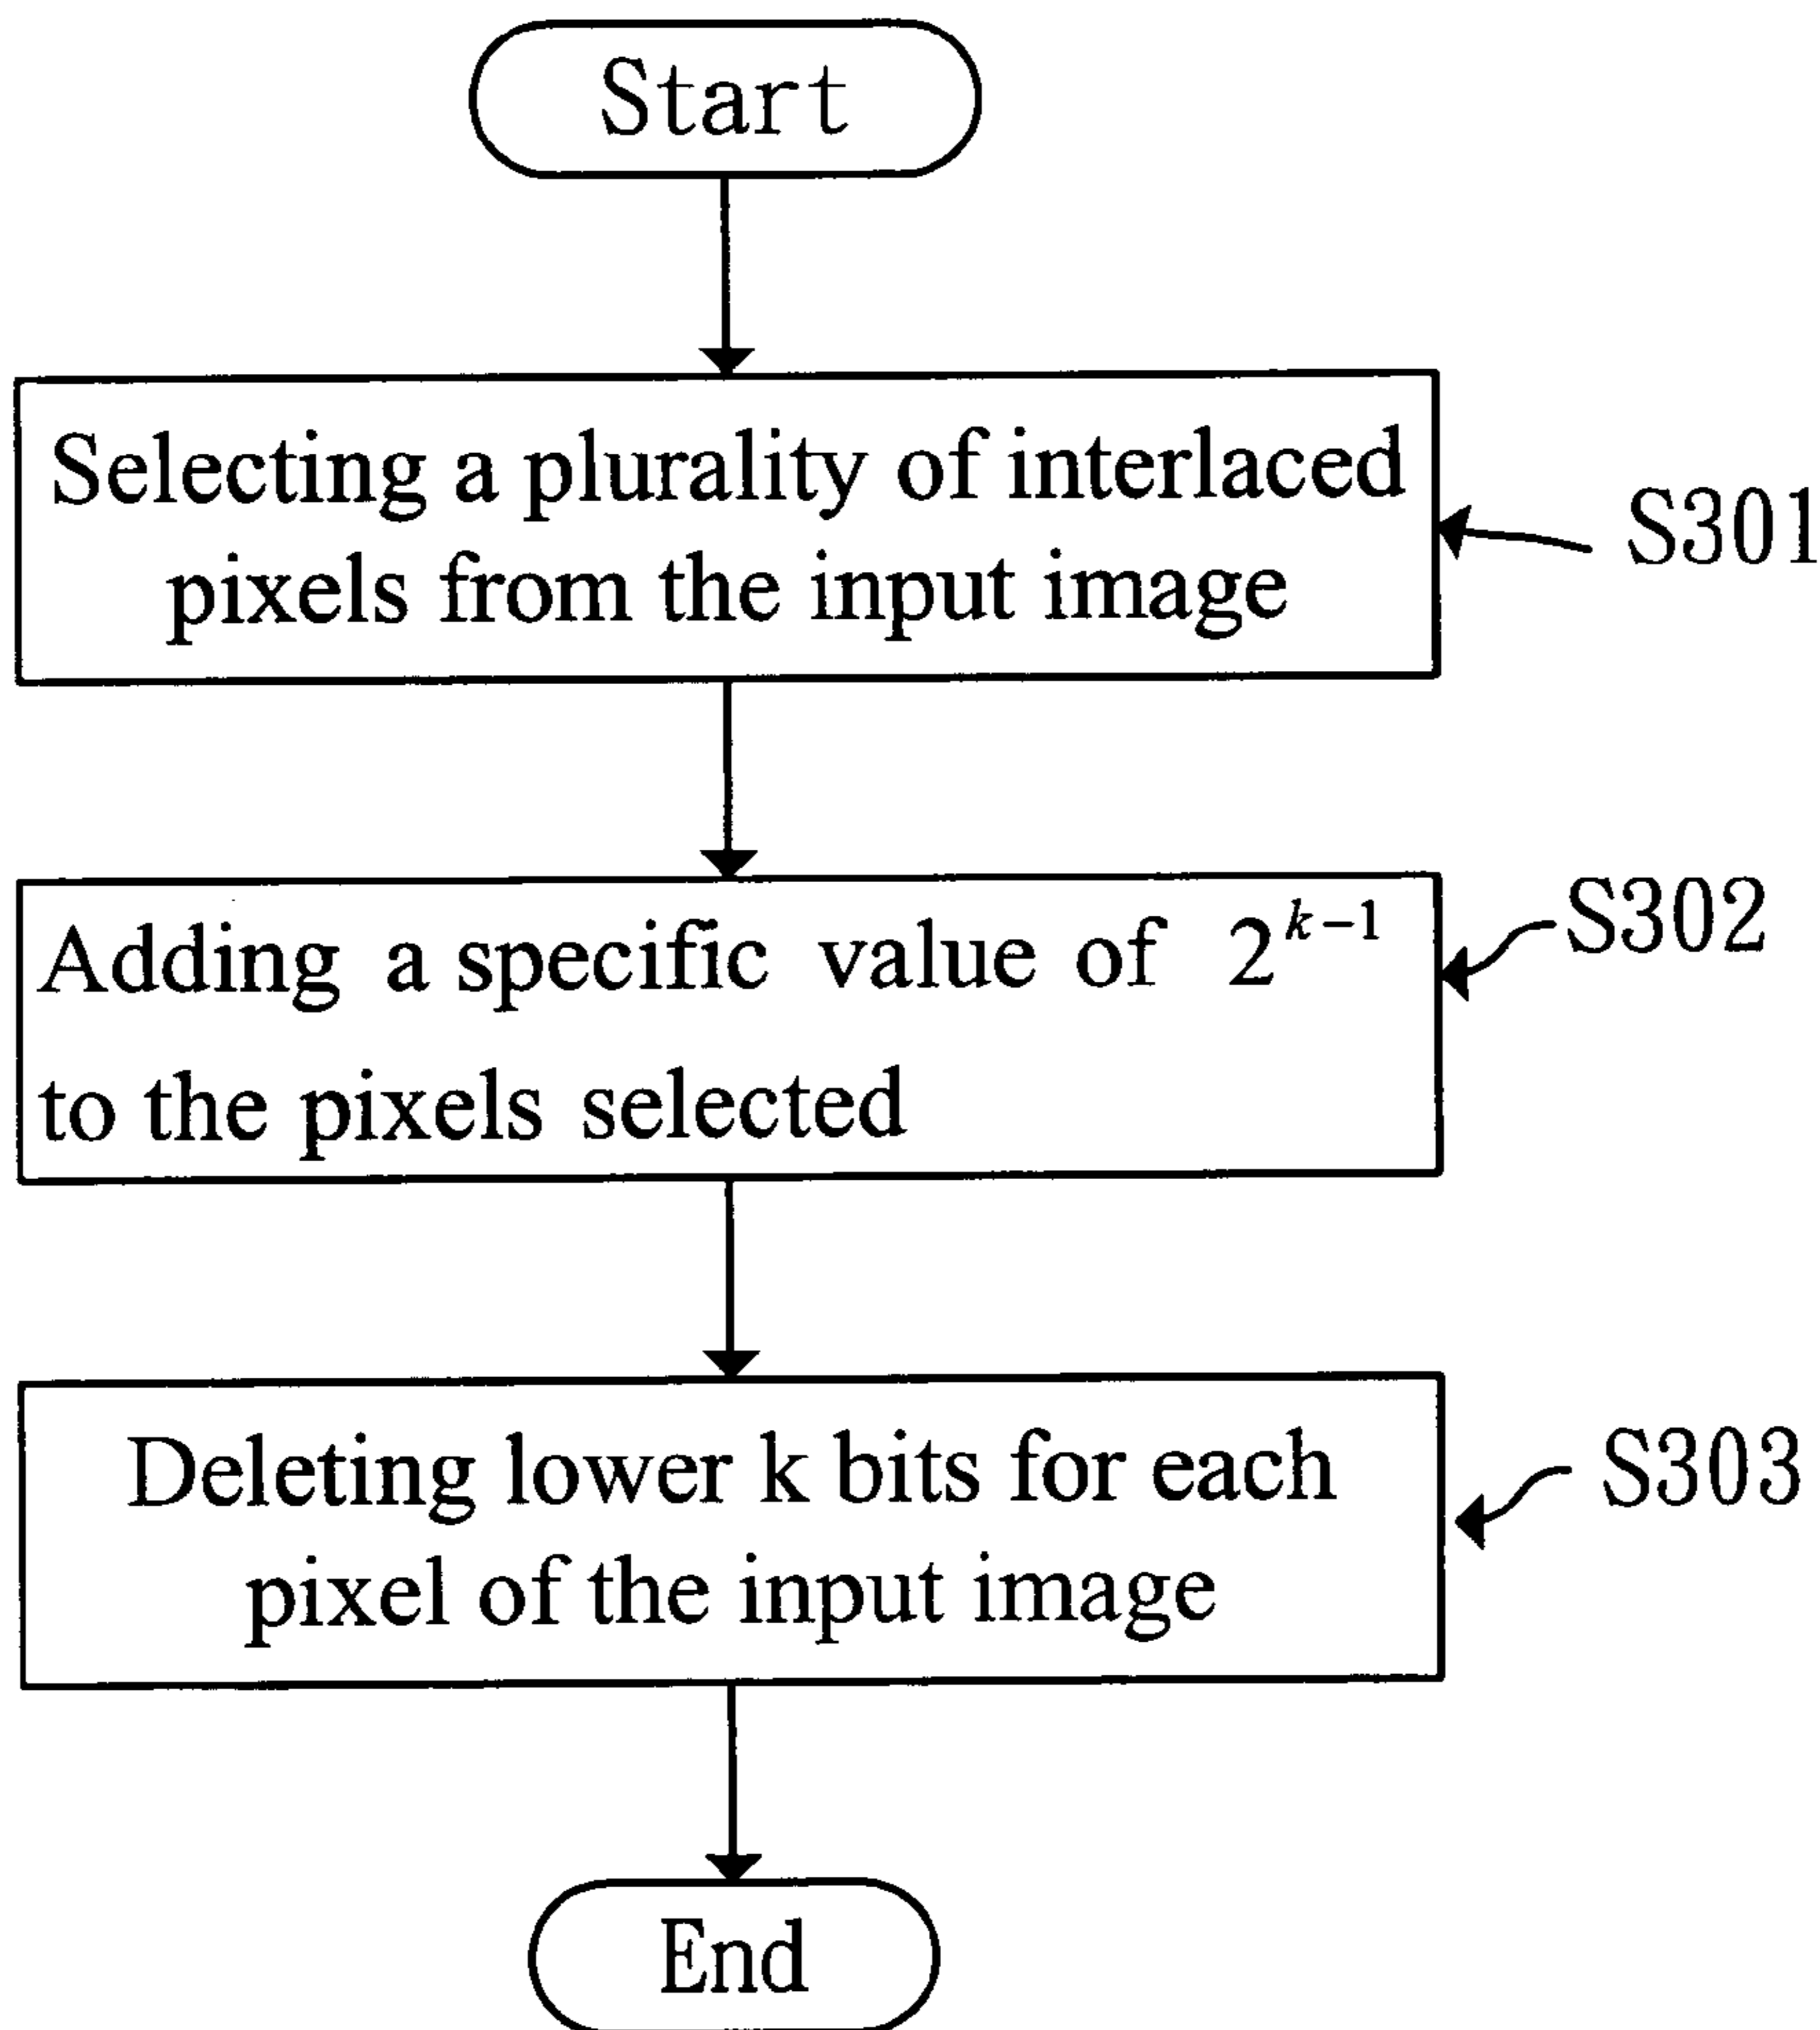 Start
Selecting a plurality of interlaced
pixels from the input image
S301
Adding a specific value of 2^{k-1}
to the pixels selected
S302
Deleting lower k bits for each
pixel of the input image
S303
End